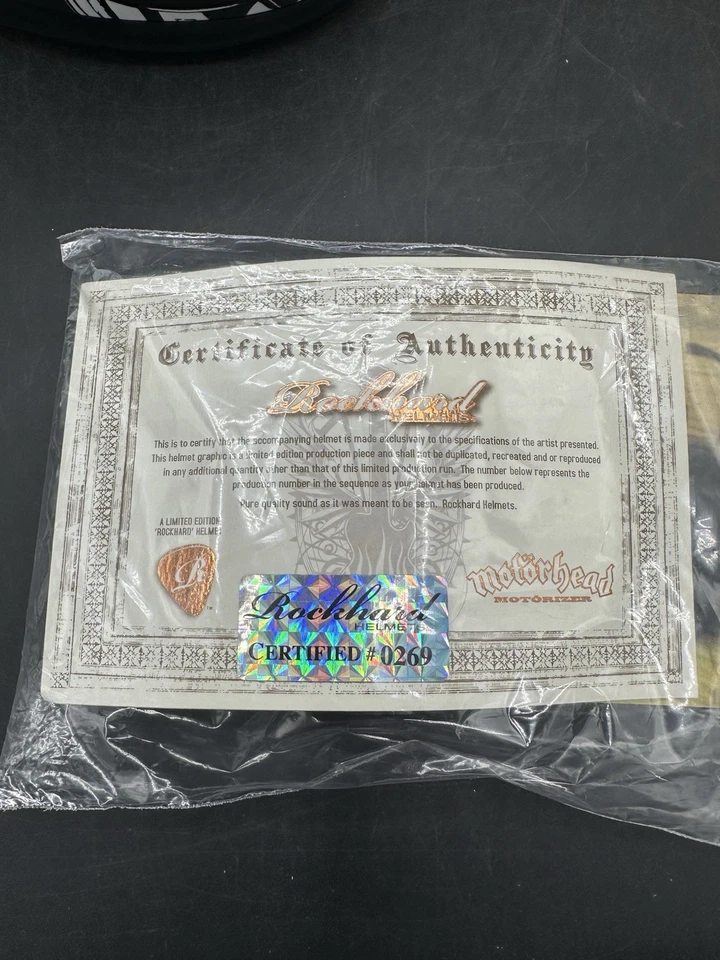 Certificate of Authenticity
Rockhard
HELMETS
This is to certify that the accompanying helmet is made exclusively to the specifications of the artist presented.
This helmet graphic is a limited edition production piece and shall not be duplicated, recreated and or reproduced
in any additional quantity other than that of this limited production run. The number below represents the
production number in the sequence as your helmet has been produced.
Pure quality sound as it was meant to be seen. Rockhard Helmets.
A LIMITED EDITION
'ROCKHARD' HELMET
R
™
motörhead
MOTÖRIZER
Rockhard
HELMETS
CERTIFIED # 0269